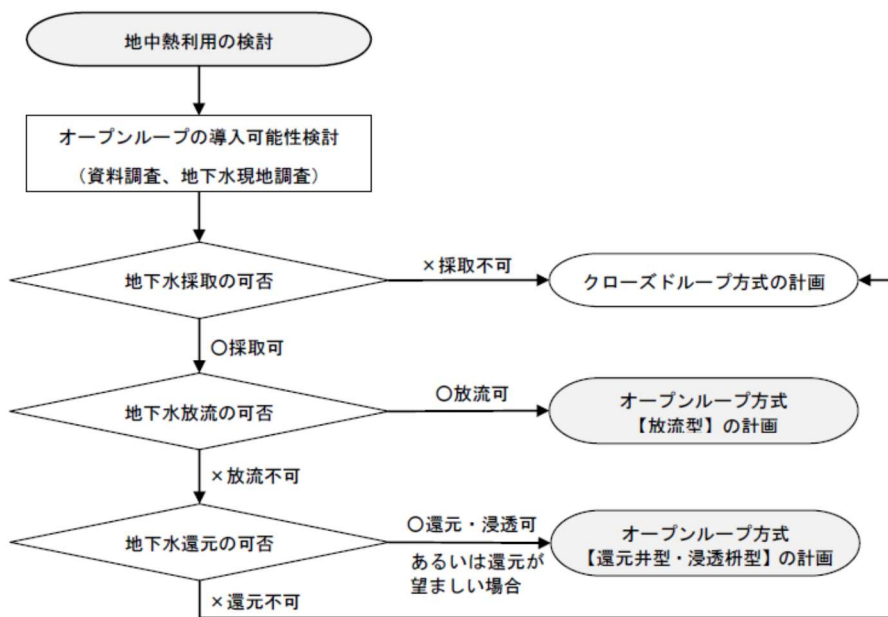 地中熱利用の検討
オープンループの導入可能性検討
（資料調査、地下水現地調査）
地下水採取の可否
×採取不可
クローズドループ方式の計画
〇採取可
地下水放流の可否
〇放流可
オープンループ方式
【放流型】の計画
×放流不可
地下水還元の可否
〇還元・浸透可
あるいは還元が
望ましい場合
オープンループ方式
【還元井型・浸透枡型】の計画
×還元不可